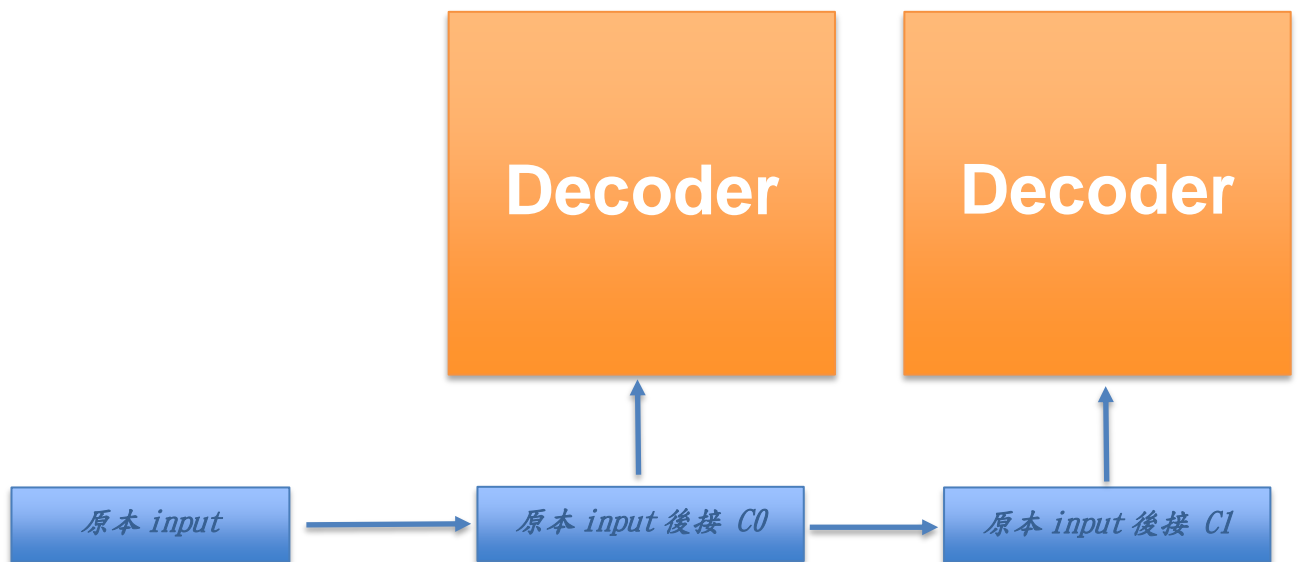 Decoder
Decoder
原本 input
原本 input 後接 C0
原本 input 後接 C1